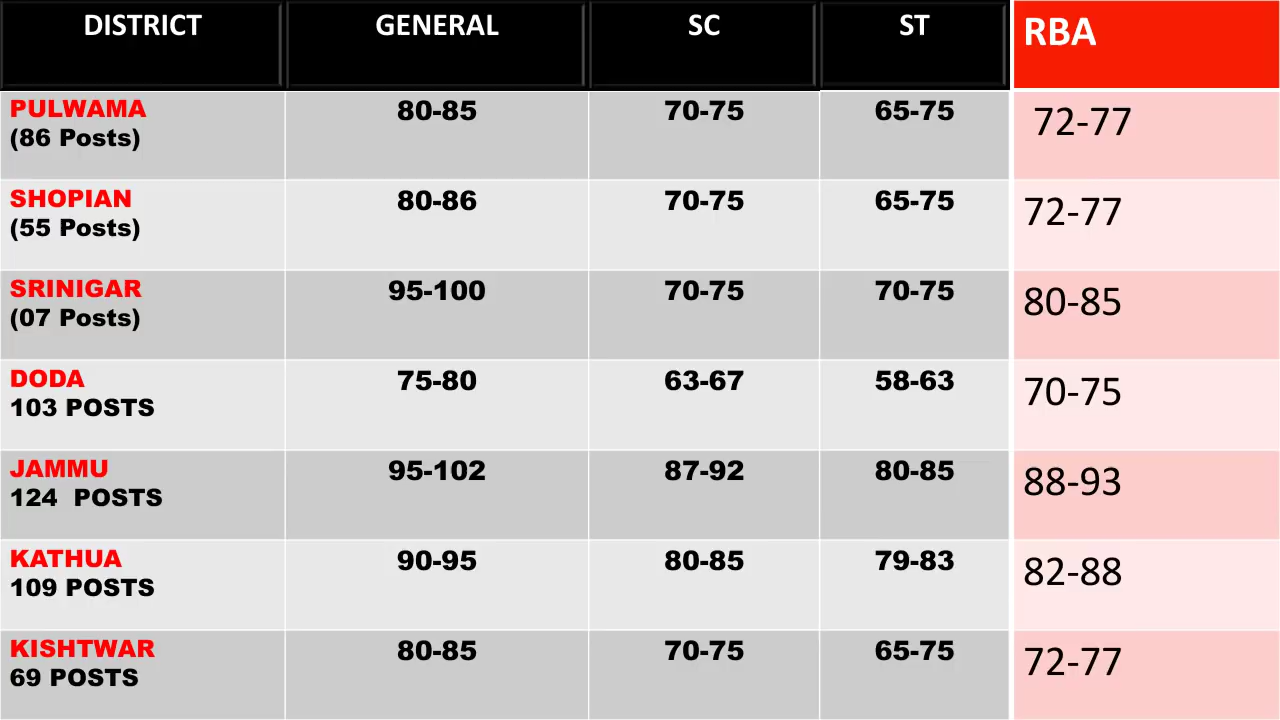 DISTRICT GENERAL SC ST RBA
PULWAMA 80-85 70-75 65-75 72-77
(86 Posts)
SHOPIAN 80-86 70-75 65-75 72-77
(55 Posts)
SRINIGAR 95-100 70-75 70-75 80-85
(07 Posts)
DODA 75-80 63-67 58-63 70-75
103 POSTS
JAMMU 95-102 87-92 80-85 88-93
124 POSTS
KATHUA 90-95 80-85 79-83 82-88
109 POSTS
KISHTWAR 80-85 70-75 65-75 72-77
69 POSTS